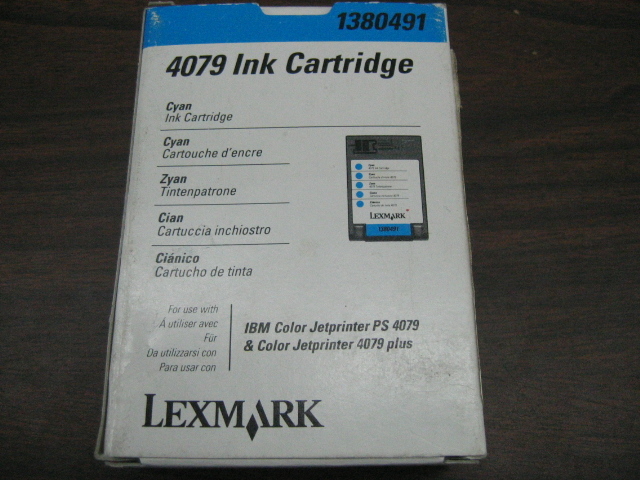 1380491
4079 Ink Cartridge
Cyan
Ink Cartridge
Cyan
Cartouche d'encre
Zyan
Tintenpatrone
Cian
Cartuccia inchiostro
Ciánico
Cartucho de tinta
LEXMARK
1380491
For use with
À utiliser avec
Für
Da utilizzarsi con
Para usar con
IBM Color Jetprinter PS 4079
& Color Jetprinter 4079 plus
LEXMARK